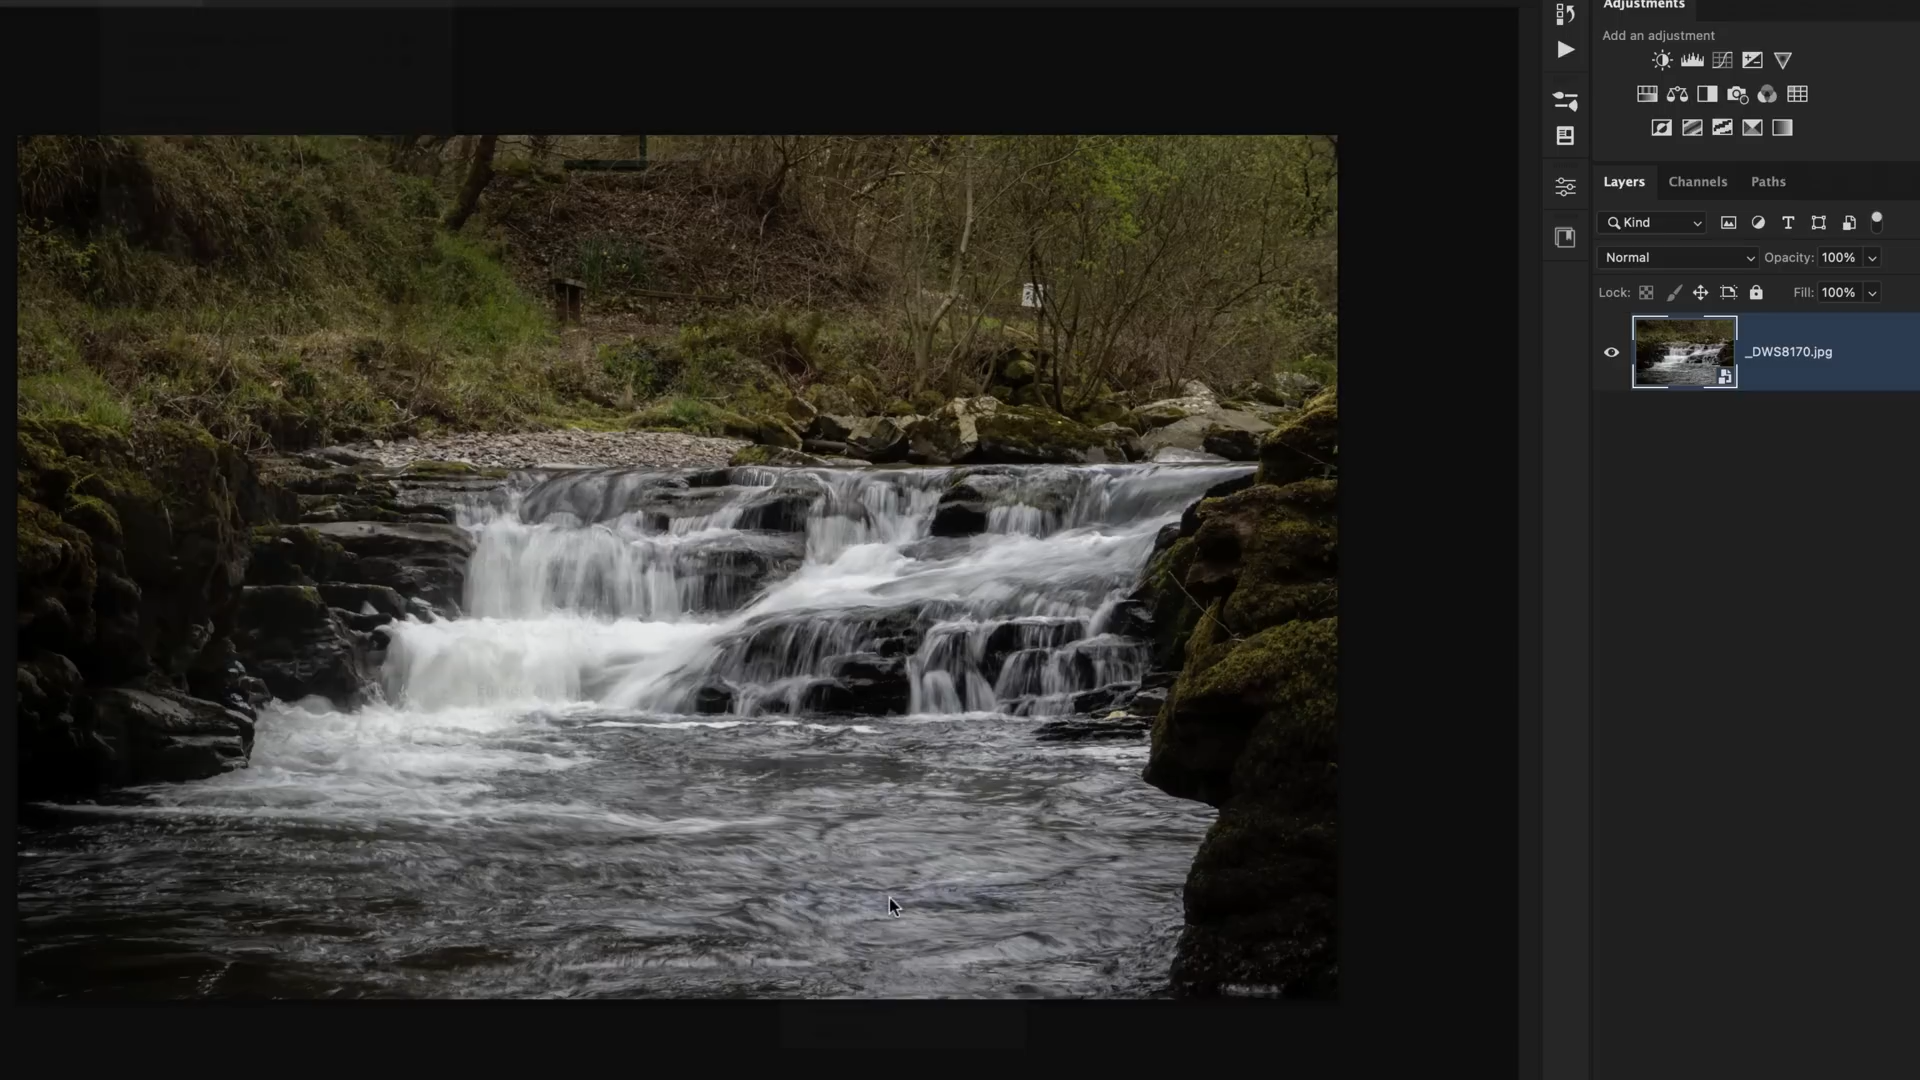 Adjustments
Add an adjustment
Layers Channels Paths
Kind
Normal Opacity: 100%
Lock: Fill: 100%
_DWS8170.jpg